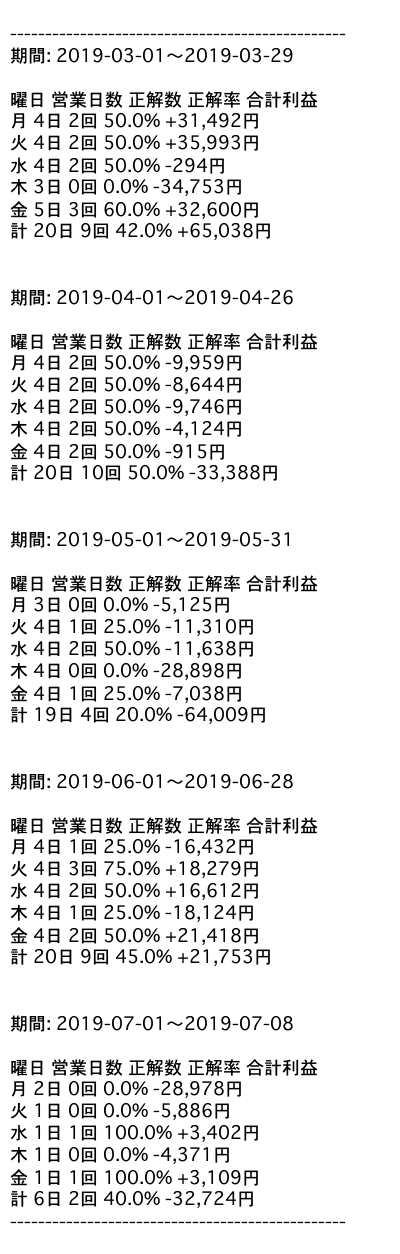 ------------------------------------------------
期間: 2019-03-01〜2019-03-29
曜日 営業日数 正解数 正解率 合計利益
月 4日 2回 50.0% +31,492円
火 4日 2回 50.0% +35,993円
水 4日 2回 50.0% -294円
木 3日 0回 0.0% -34,753円
金 5日 3回 60.0% +32,600円
計 20日 9回 42.0% +65,038円
期間: 2019-04-01〜2019-04-26
曜日 営業日数 正解数 正解率 合計利益
月 4日 2回 50.0% -9,959円
火 4日 2回 50.0% -8,644円
水 4日 2回 50.0% -9,746円
木 4日 2回 50.0% -4,124円
金 4日 2回 50.0% -915円
計 20日 10回 50.0% -33,388円
期間: 2019-05-01〜2019-05-31
曜日 営業日数 正解数 正解率 合計利益
月 3日 0回 0.0% -5,125円
火 4日 1回 25.0% -11,310円
水 4日 2回 50.0% -11,638円
木 4日 0回 0.0% -28,898円
金 4日 1回 25.0% -7,038円
計 19日 4回 20.0% -64,009円
期間: 2019-06-01〜2019-06-28
曜日 営業日数 正解数 正解率 合計利益
月 4日 1回 25.0% -16,432円
火 4日 3回 75.0% +18,279円
水 4日 2回 50.0% +16,612円
木 4日 1回 25.0% -18,124円
金 4日 2回 50.0% +21,418円
計 20日 9回 45.0% +21,753円
期間: 2019-07-01〜2019-07-08
曜日 営業日数 正解数 正解率 合計利益
月 2日 0回 0.0% -28,978円
火 1日 0回 0.0% -5,886円
水 1日 1回 100.0% +3,402円
木 1日 0回 0.0% -4,371円
金 1日 1回 100.0% +3,109円
計 6日 2回 40.0% -32,724円
------------------------------------------------